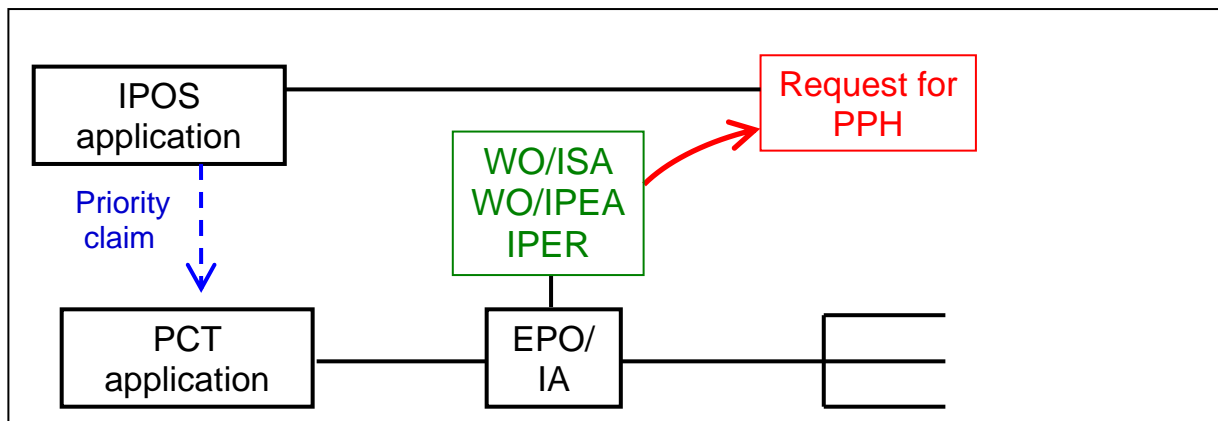 IPOS
application
Request for
PPH
WO/ISA
WO/IPEA
IPER
Priority
claim
PCT
application
EPO/
IA